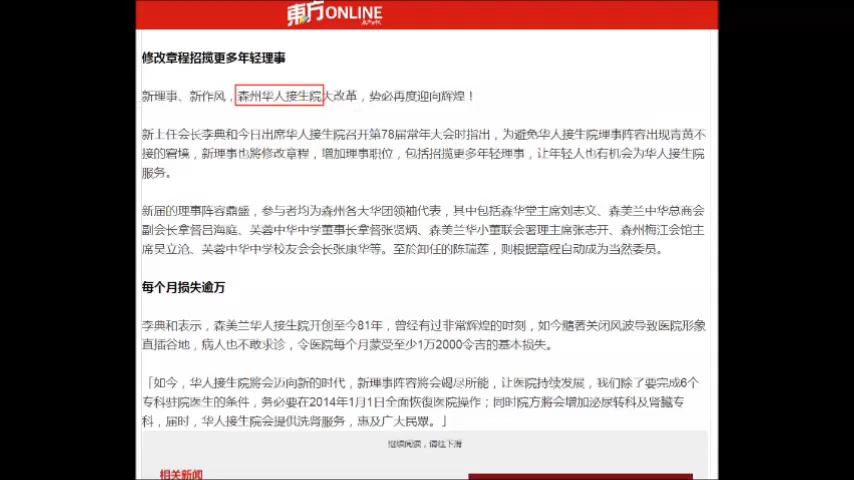 東方ONLINE
修改章程招揽更多年轻理事
新理事、新作风，森州华人接生院大改革，势必再度迎向辉煌！
新上任会长李典和今日出席华人接生院召开第78届常年大会时指出，为避免华人接生院理事阵容出现青黄不
接的窘境，新理事也將修改章程，增加理事职位，包括招揽更多年轻理事，让年轻人也有机会为华人接生院
服务。
新届的理事阵容鼎盛，参与者均为森州各大华团领袖代表，其中包括森华堂主席刘志文、森美兰中华总商会
副会长拿督吕海庭、芙蓉中华中学董事长拿督张贤炳、森美兰华小董联会署理主席张志开、森州梅江会馆主
席吴立沧、芙蓉中华中学校友会会长张康华等。至於卸任的陈瑞莲，则根据章程自动成为当然委员。
每个月损失逾万
李典和表示，森美兰华人接生院开创至今81年，曾经有过非常辉煌的时刻，如今隨著关闭风波导致医院形象
直插谷地，病人也不敢求诊，令医院每个月蒙受至少1万2000令吉的基本损失。
「如今，华人接生院將会迈向新的时代，新理事阵容將会竭尽所能，让医院持续发展，我们除了要完成6个
专科驻院医生的条件，务必要在2014年1月1日全面恢復医院操作；同时院方將会增加泌尿转科及肾臟专
科，届时，华人接生院会提供洗肾服务，惠及广大民眾。」
继续阅读，请往下滑
相关新闻